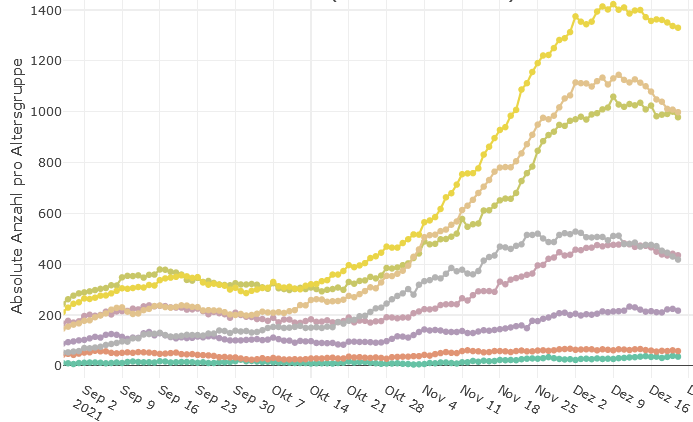 Absolute Anzahl pro Altersgruppe
1400
1200
1000
800
600
400
200
0
Sep 2
2021
Sep 9
Sep 16
Sep 23
Sep 30
Okt 7
Okt 14
Okt 21
Okt 28
Nov 4
Nov 11
Nov 18
Nov 25
Dez 2
Dez 9
Dez 16